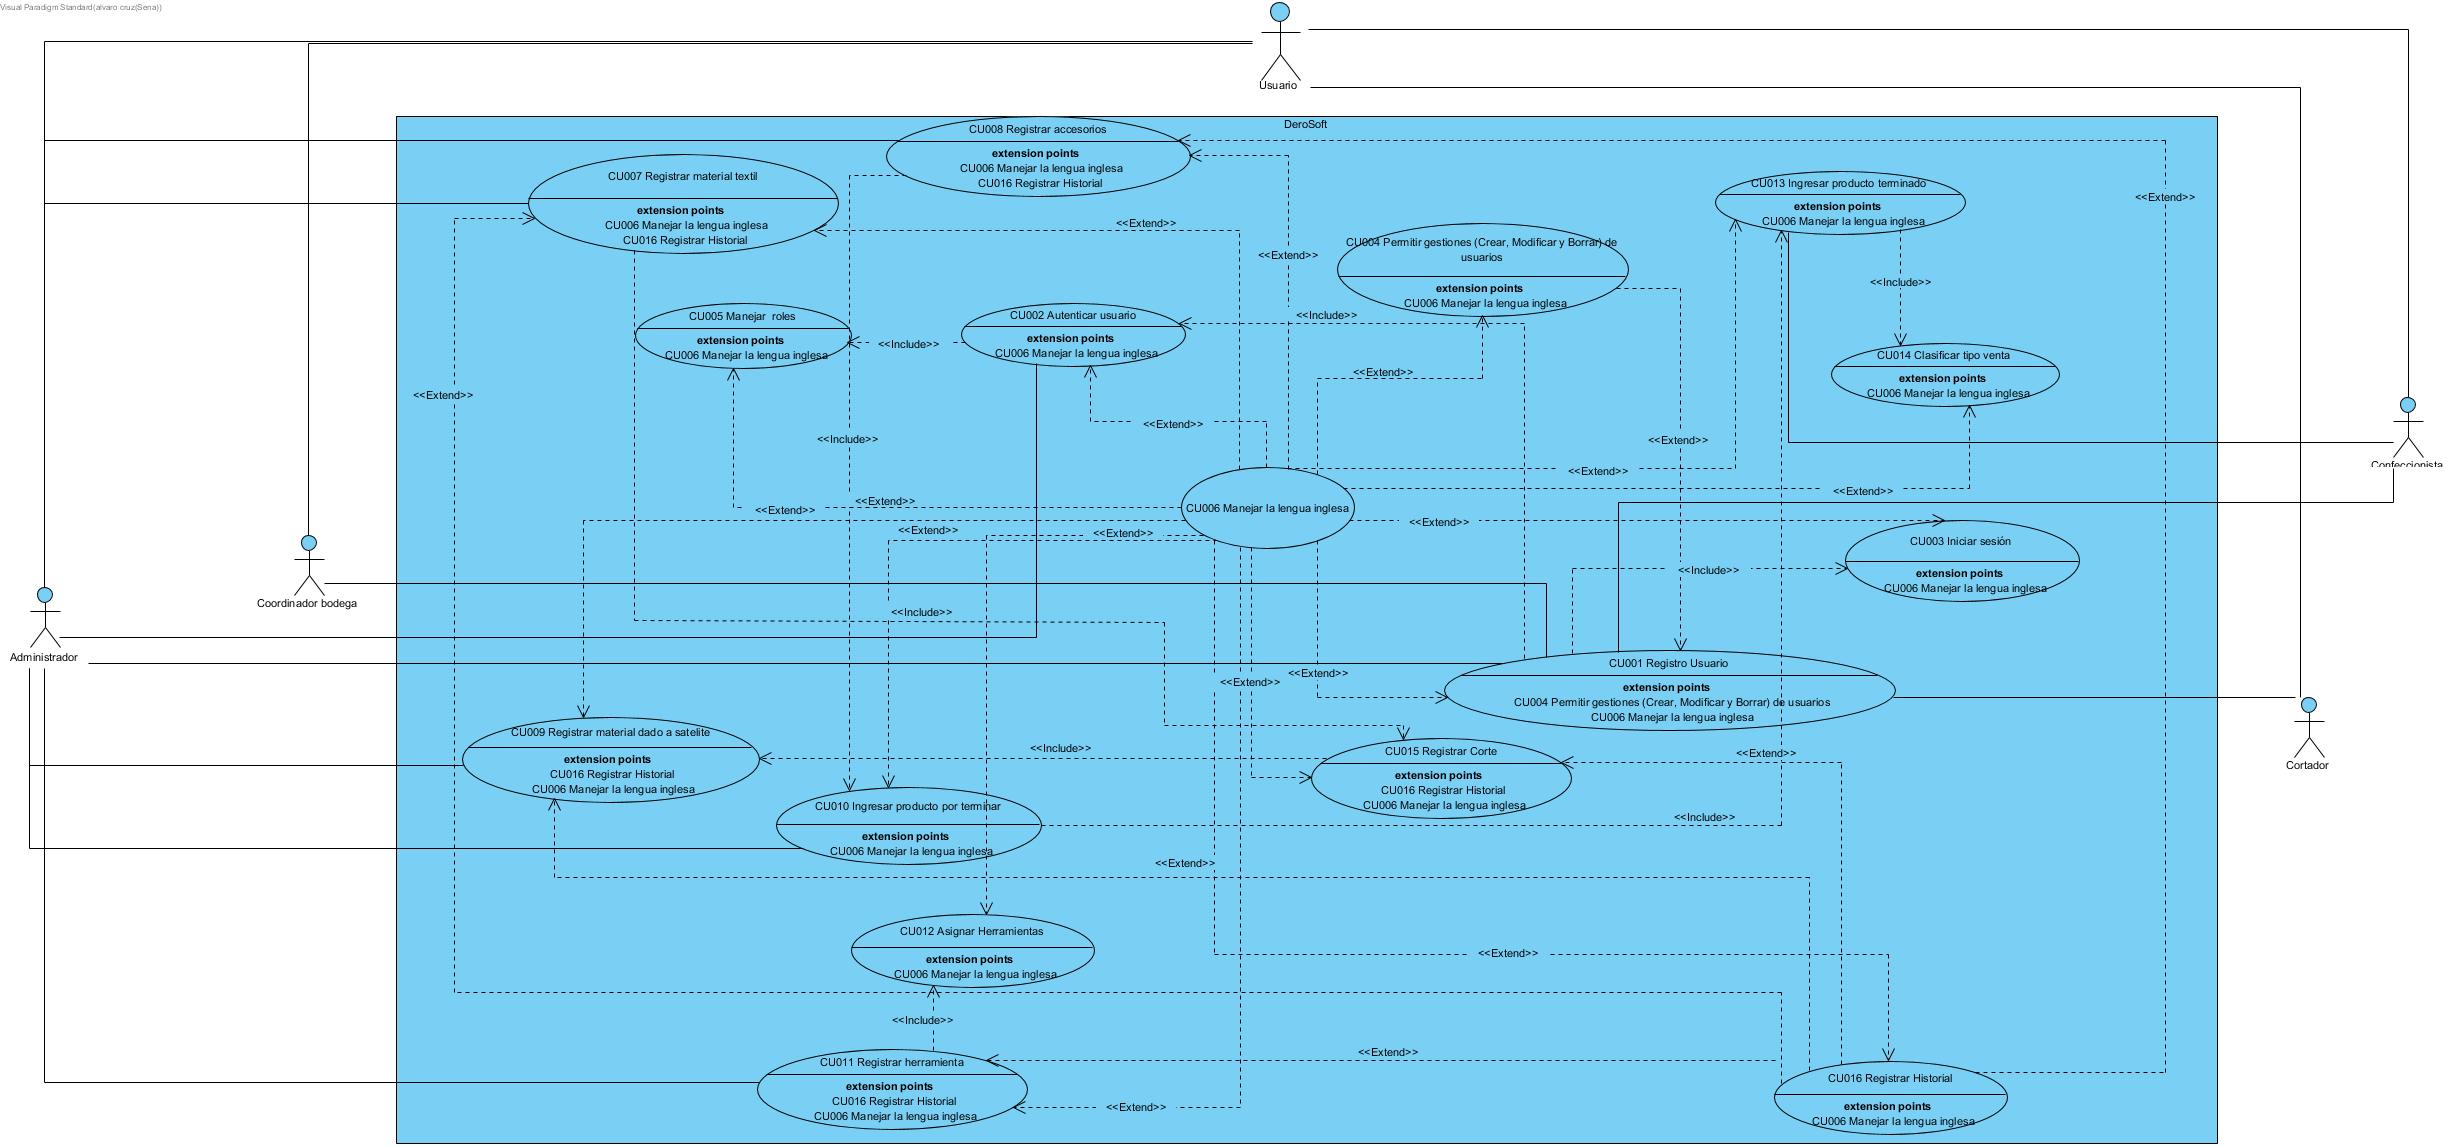 Visual Paradigm Standard(alvaro cruz(Sena))
Usuario
DeroSoft
CU008 Registrar accesorios
extension points
CU006 Manejar la lengua inglesa
CU016 Registrar Historial
CU007 Registrar material textil
extension points
CU006 Manejar la lengua inglesa
CU016 Registrar Historial
CU013 Ingresar producto terminado
extension points
CU006 Manejar la lengua inglesa
<<Extend>>
<<Extend>>
<<Extend>>
CU004 Permitir gestiones (Crear, Modificar y Borrar) de
usuarios
extension points
CU006 Manejar la lengua inglesa
<<Include>>
CU005 Manejar  roles
extension points
CU006 Manejar la lengua inglesa
<<Include>>
CU002 Autenticar usuario
extension points
CU006 Manejar la lengua inglesa
<<Include>>
CU014 Clasificar tipo venta
extension points
CU006 Manejar la lengua inglesa
<<Extend>>
<<Extend>>
<<Extend>>
<<Include>>
<<Extend>>
Confeccionista
<<Extend>>
<<Extend>>
<<Extend>>
<<Extend>>
CU006 Manejar la lengua inglesa
<<Extend>>
<<Extend>>
<<Extend>>
<<Extend>>
CU003 Iniciar sesión
extension points
CU006 Manejar la lengua inglesa
<<Include>>
Coordinador bodega
<<Include>>
Administrador
CU001 Registro Usuario
extension points
CU004 Permitir gestiones (Crear, Modificar y Borrar) de usuarios
CU006 Manejar la lengua inglesa
<<Extend>>
<<Extend>>
CU009 Registrar material dado a satelite
extension points
CU016 Registrar Historial
CU006 Manejar la lengua inglesa
<<Include>>
CU015 Registrar Corte
extension points
CU016 Registrar Historial
CU006 Manejar la lengua inglesa
<<Extend>>
Cortador
CU010 Ingresar producto por terminar
extension points
CU006 Manejar la lengua inglesa
<<Include>>
<<Extend>>
CU012 Asignar Herramientas
extension points
CU006 Manejar la lengua inglesa
<<Extend>>
<<Include>>
<<Extend>>
CU011 Registrar herramienta
extension points
CU016 Registrar Historial
CU006 Manejar la lengua inglesa
<<Extend>>
CU016 Registrar Historial
extension points
CU006 Manejar la lengua inglesa